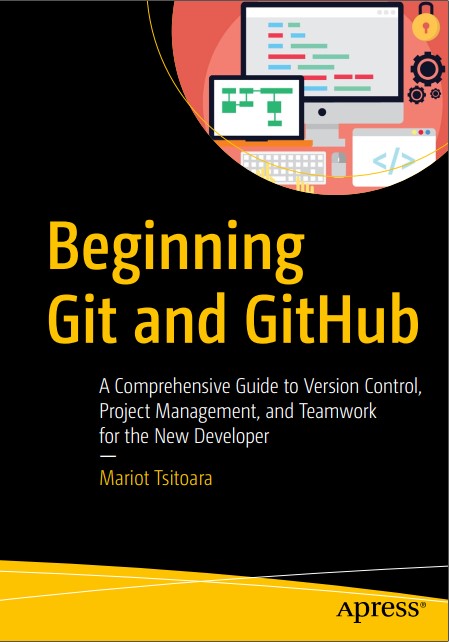 </>
Beginning
Git and GitHub
A Comprehensive Guide to Version Control,
Project Management, and Teamwork
for the New Developer
Mariot Tsitoara
Apress®